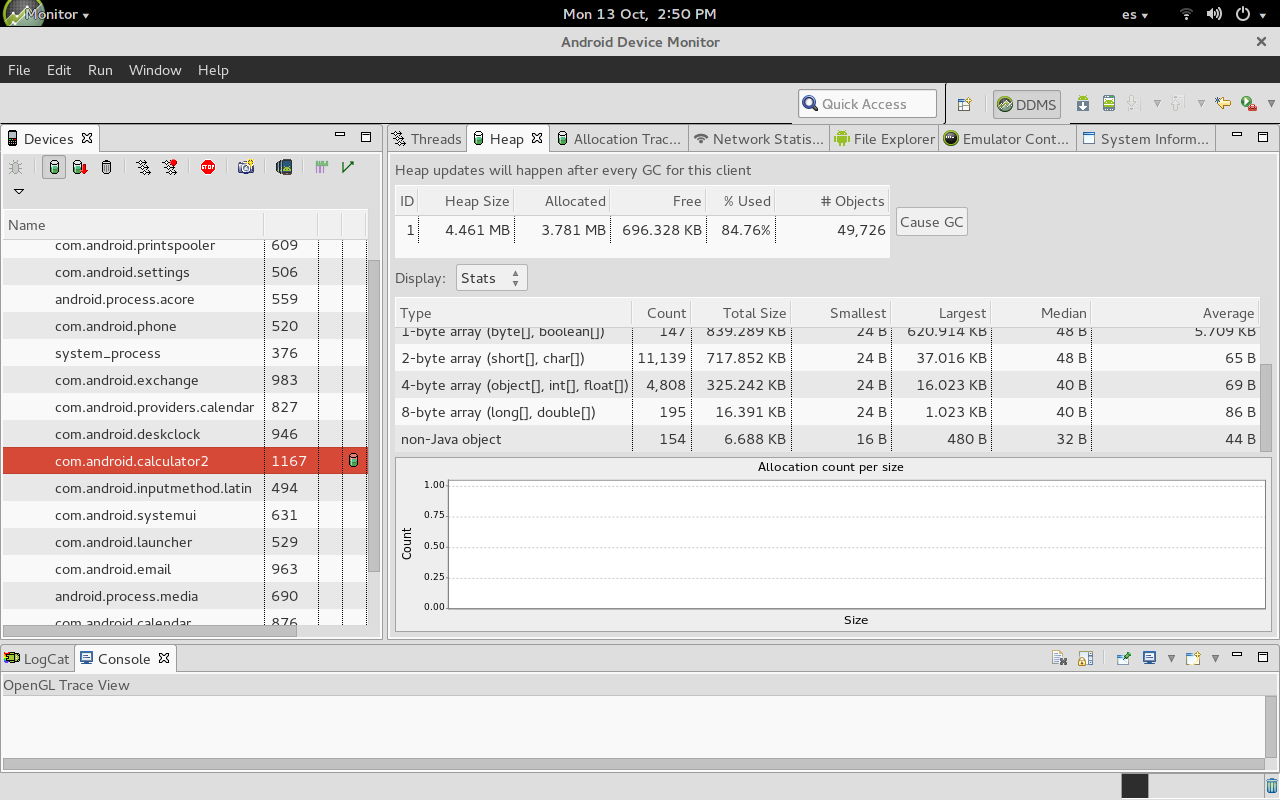 Monitor Mon 13 Oct, 2:50 PM es
Android Device Monitor
File Edit Run Window Help
Quick Access DDMS
Devices
Name
com.android.printspooler 609
com.android.settings 506
android.process.acore 559
com.android.phone 520
system_process 376
com.android.exchange 983
com.android.providers.calendar 827
com.android.deskclock 946
com.android.calculator2 1167
com.android.inputmethod.latin 494
com.android.systemui 631
com.android.launcher 529
com.android.email 963
android.process.media 690
com.android.calendar 876
Threads Heap Allocation Trac... Network Statis... File Explorer Emulator Cont... System Inform...
Heap updates will happen after every GC for this client
ID Heap Size Allocated Free % Used # Objects
1 4.461 MB 3.781 MB 696.328 KB 84.76% 49,726
Cause GC
Display: Stats
Type Count Total Size Smallest Largest Median Average
1-byte array (byte[], boolean[]) 147 839.289 KB 24 B 620.914 KB 48 B 5.709 KB
2-byte array (short[], char[]) 11,139 717.852 KB 24 B 37.016 KB 48 B 65 B
4-byte array (object[], int[], float[]) 4,808 325.242 KB 24 B 16.023 KB 40 B 69 B
8-byte array (long[], double[]) 195 16.391 KB 24 B 1.023 KB 40 B 86 B
non-Java object 154 6.688 KB 16 B 480 B 32 B 44 B
Allocation count per size
1.00
0.75
0.50
0.25
0.00
Count
Size
LogCat Console
OpenGL Trace View